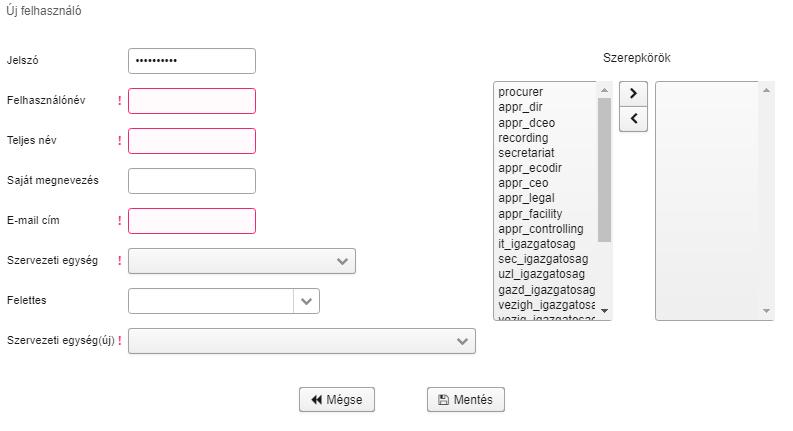 Új felhasználó
Jelszó
••••••••••
Felhasználónév !
Teljes név !
Saját megnevezés
E-mail cím !
Szervezeti egység !
Felettes
Szervezeti egység(új) !
Szerepkörök
procurer
appr_dir
appr_dceo
recording
secretariat
appr_ecodir
appr_ceo
appr_legal
appr_facility
appr_controlling
it_igazgatosag
sec_igazgatosag
uzl_igazgatosag
gazd_igazgatosag
vezigh_igazgatosa
vezig_igazgatosag
Mégse
Mentés